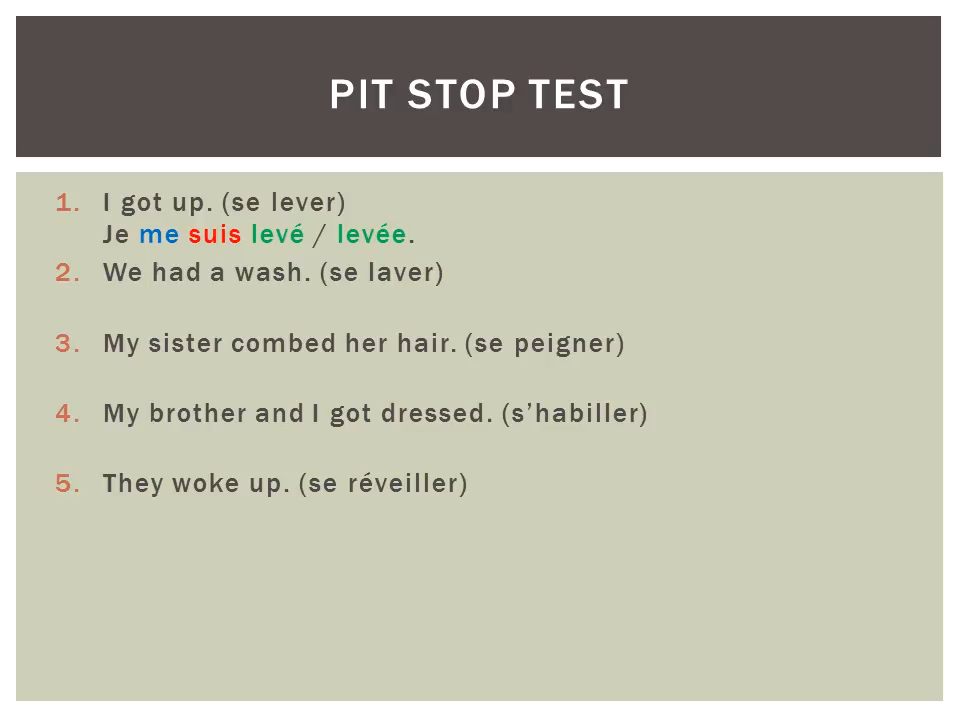 PIT STOP TEST
1. I got up. (se lever)
Je me suis levé / levée.
2. We had a wash. (se laver)
3. My sister combed her hair. (se peigner)
4. My brother and I got dressed. (s’habiller)
5. They woke up. (se réveiller)